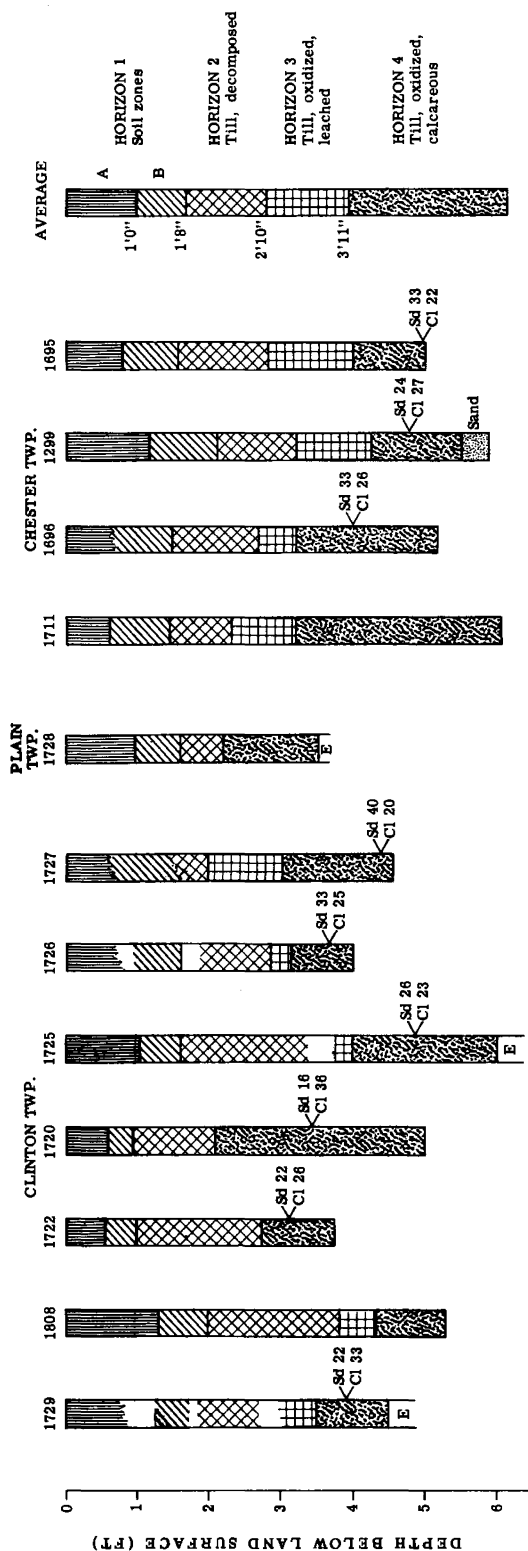 DEPTH BELOW LAND SURFACE (FT)
0
1
2
3
4
5
6
CLINTON TWP.
1729
Sd 22
Cl 33
E
1808
1722
Sd 22
Cl 26
1720
Sd 16
Cl 36
1725
Sd 26
Cl 23
E
1726
Sd 33
Cl 25
1727
Sd 40
Cl 20
PLAIN
TWP.
1728
E
CHESTER TWP.
1711
1696
Sd 33
Cl 26
1299
Sd 24
Cl 27
Sand
1695
Sd 33
Cl 22
AVERAGE
1'0"
1'8"
2'10"
3'11"
A
B
HORIZON 1
Soil zones
HORIZON 2
Till, decomposed
HORIZON 3
Till, oxidized,
leached
HORIZON 4
Till, oxidized,
calcareous